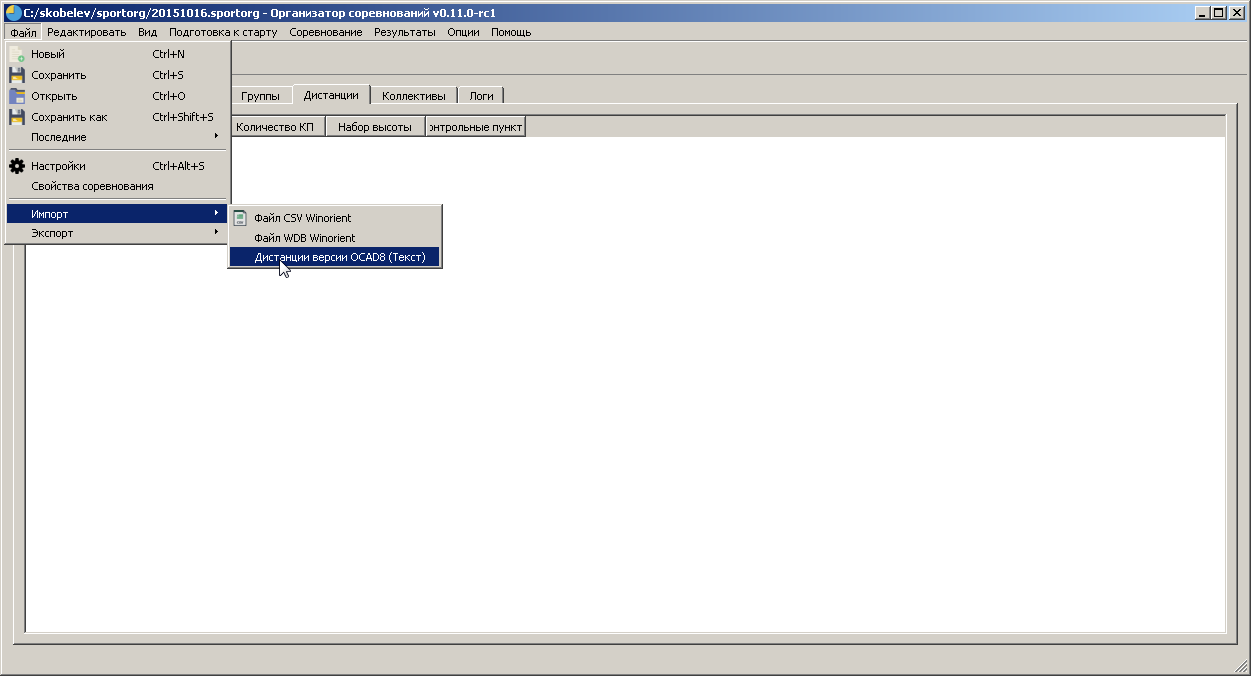 C:/skobelev/sportorg/20151016.sportorg - Организатор соревнований v0.11.0-rc1
Файл Редактировать Вид Подготовка к старту Соревнование Результаты Опции Помощь
Новый Ctrl+N
Сохранить Ctrl+S
Открыть Ctrl+O
Сохранить как Ctrl+Shift+S
Последние
Настройки Ctrl+Alt+S
Свойства соревнования
Импорт
Экспорт
Группы Дистанции Коллективы Логи
Количество КП Набор высоты онтрольные пункт
Файл CSV Winorient
Файл WDB Winorient
Дистанции версии OCAD8 (Текст)